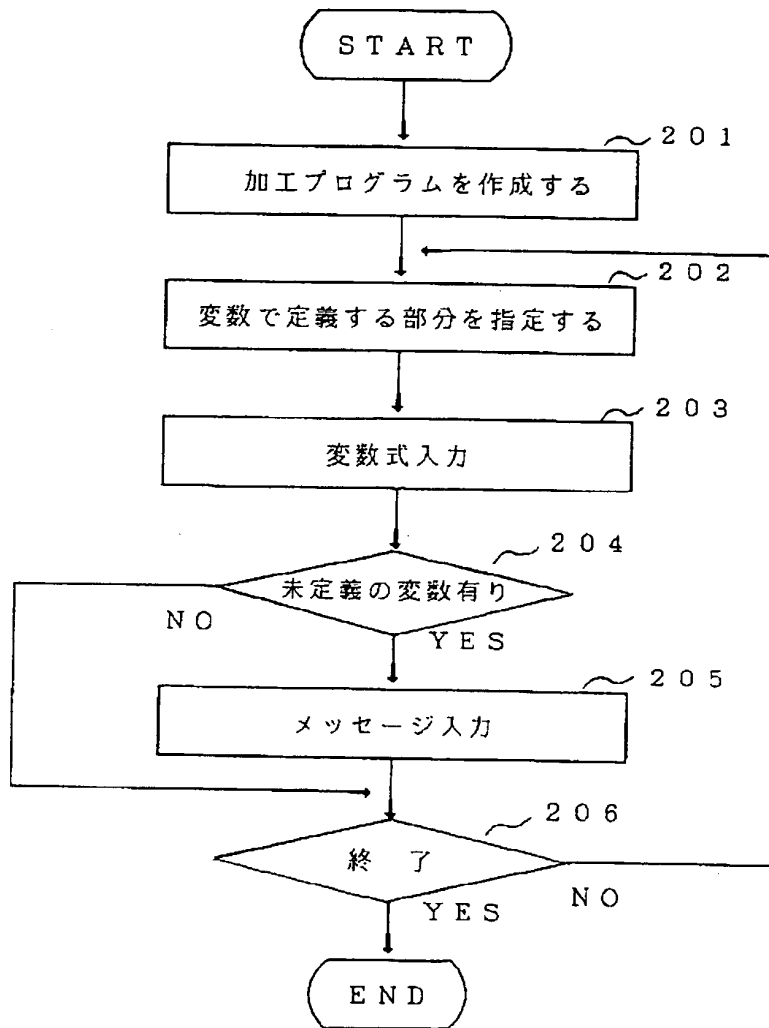 START
201
加工プログラムを作成する
202
変数で定義する部分を指定する
203
変数式入力
204
未定義の変数有り
NO
YES
205
メッセージ入力
206
終了
YES
NO
END